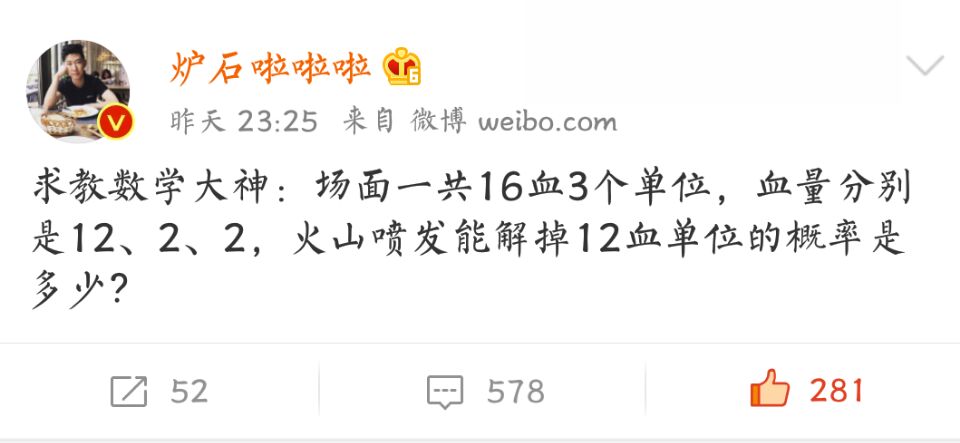 炉石啦啦啦
昨天 23:25 来自 微博 weibo.com
求教数学大神：场面一共16血3个单位，血量分别
是12、2、2，火山喷发能解掉12血单位的概率是
多少？
52
578
281